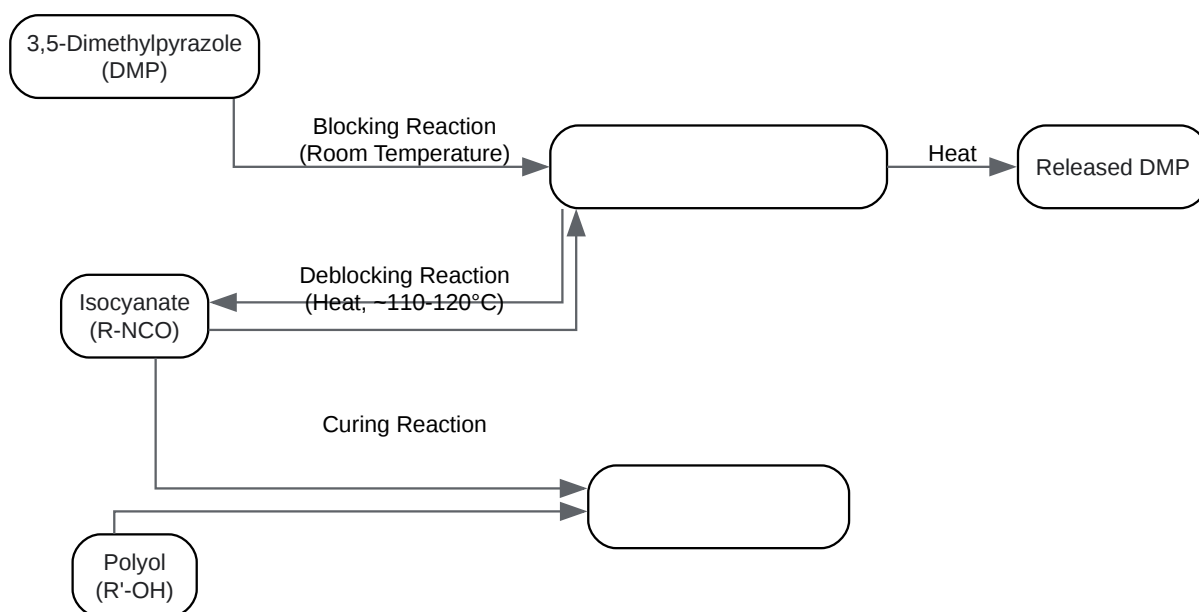 3,5-Dimethylpyrazole
(DMP)
Blocking Reaction
(Room Temperature)
Heat
Released DMP
Deblocking Reaction
(Heat, ~110-120°C)
Isocyanate
(R-NCO)
Curing Reaction
Polyol
(R'-OH)